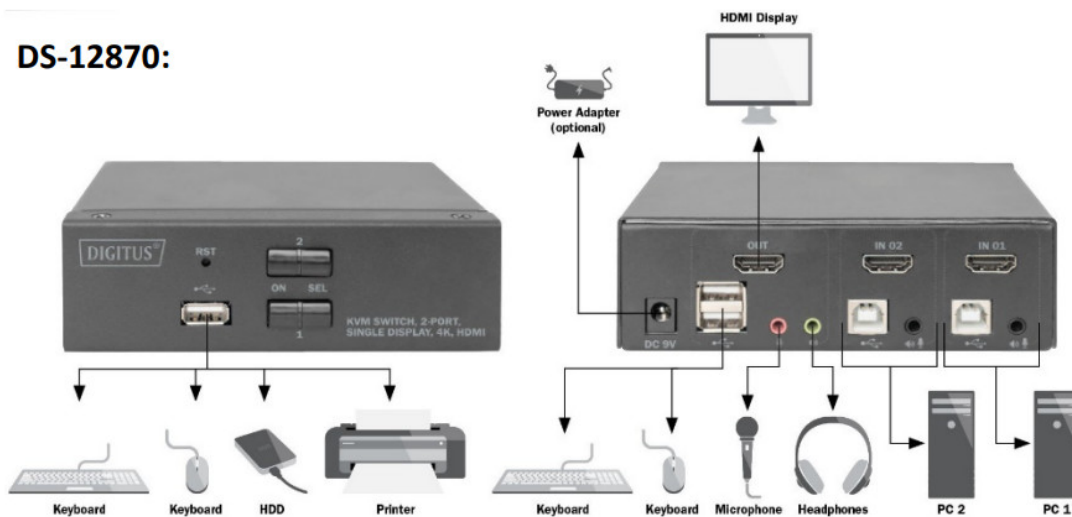 DS-12870:
HDMI Display
Power Adapter
(optional)
DIGITUS®
RST
2
ON SEL
1
KVM SWITCH, 2-PORT,
SINGLE DISPLAY, 4K, HDMI
OUT
IN 02
IN 01
DC 9V
Keyboard
Keyboard
HDD
Printer
Keyboard
Keyboard
Microphone
Headphones
PC 2
PC 1